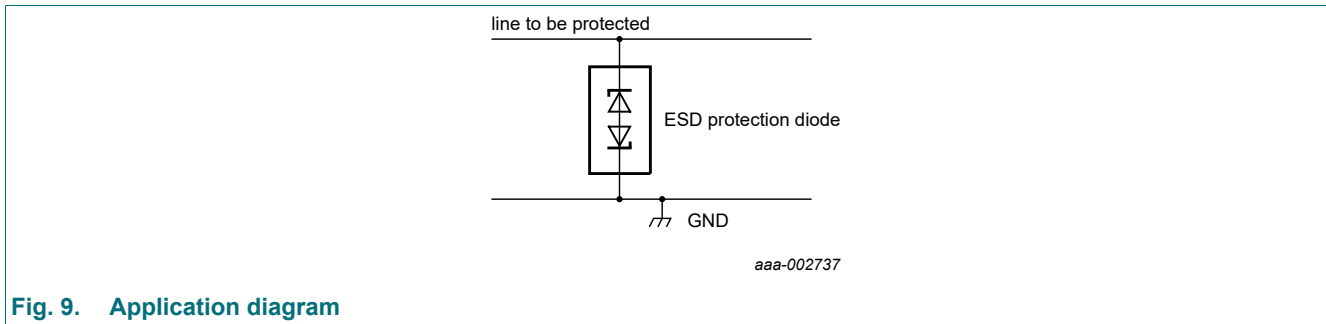 line to be protected
ESD protection diode
GND
aaa-002737
Fig. 9. Application diagram